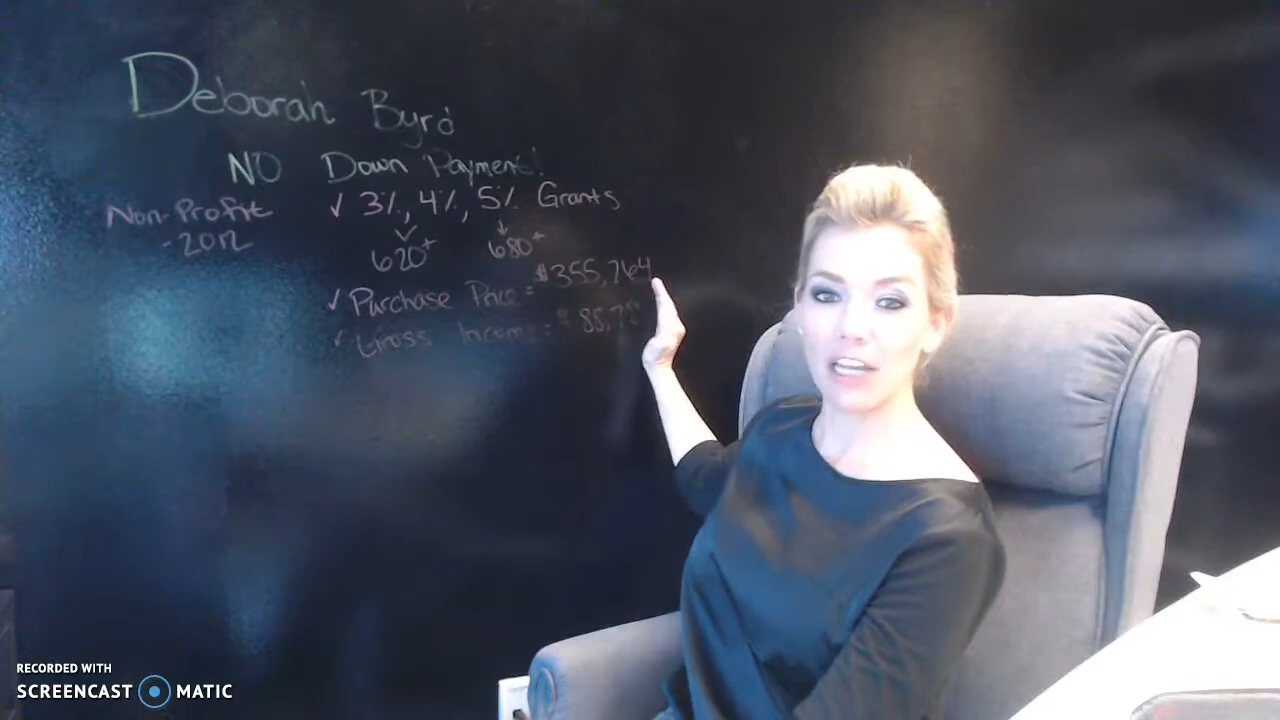 Deborah Byrd
NO Down Payment!
Non-Profit
-2012
✓ 3%, 4%, 5% Grants
620+
680+
✓ Purchase Price = $355,764
✓ Gross Income = $
RECORDED WITH
SCREENCAST MATIC